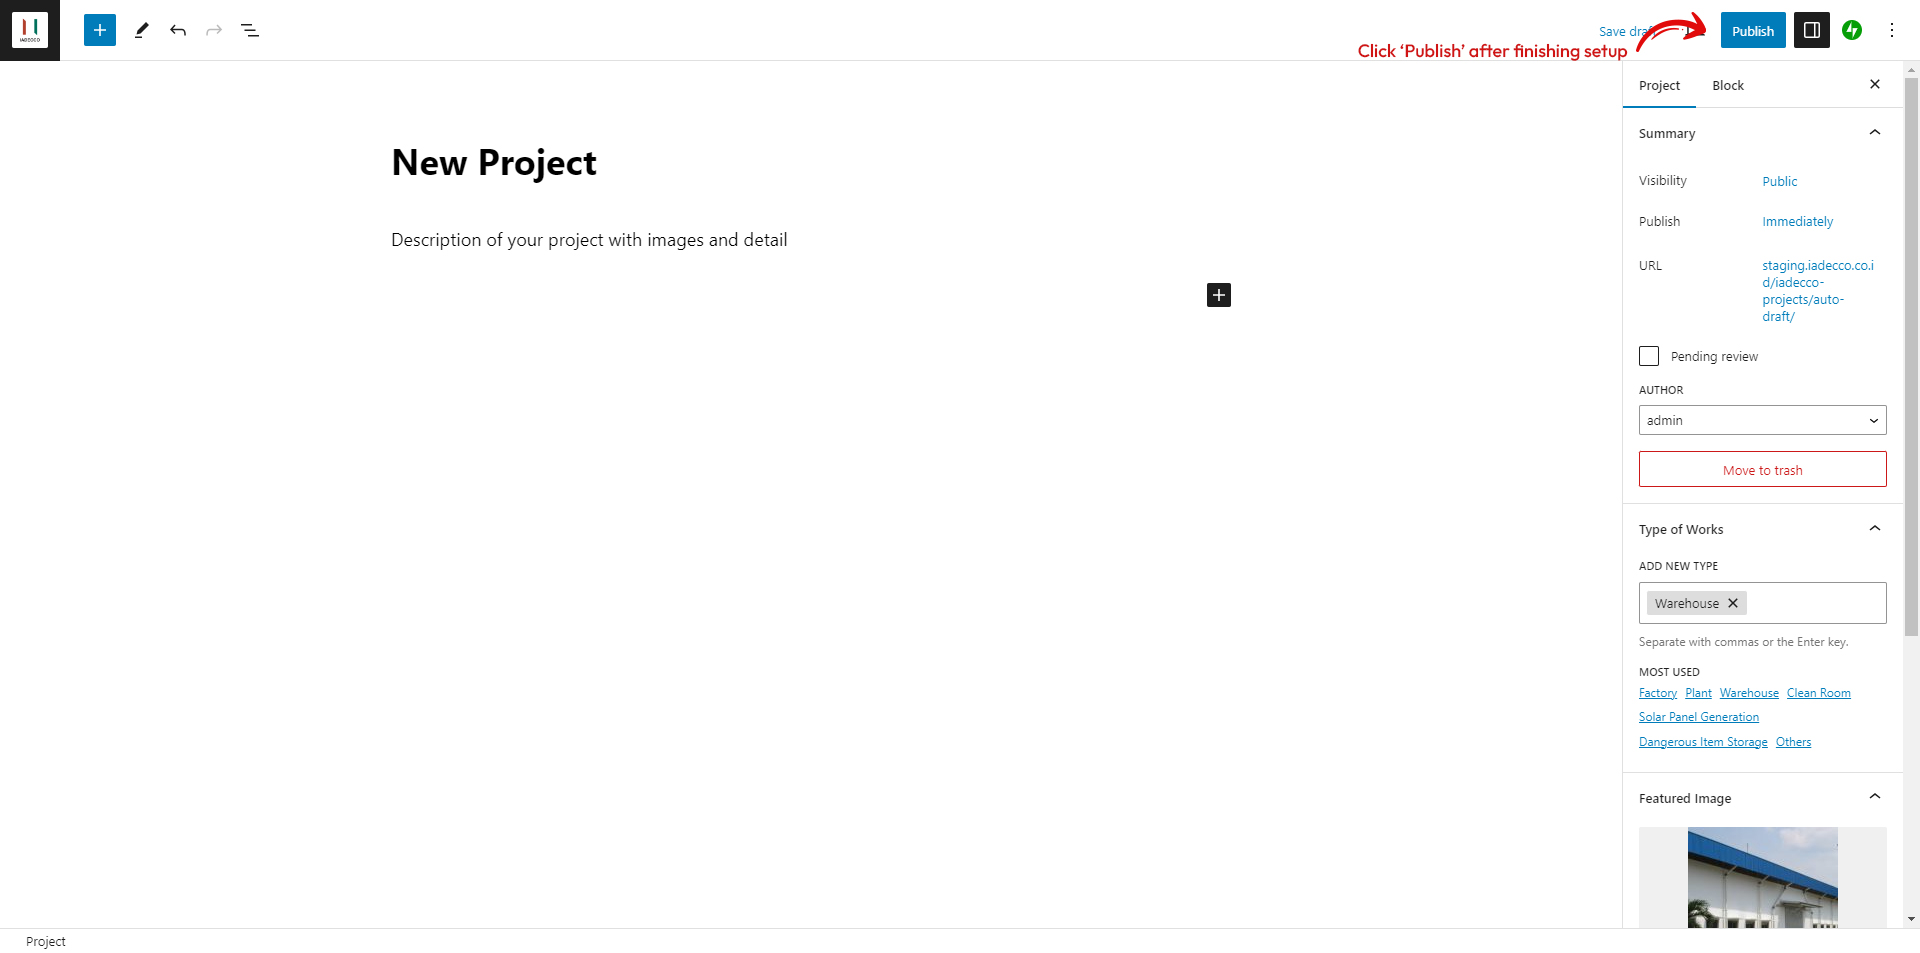 IADECCO
Save draft
Publish
Click ‘Publish’ after finishing setup
Project
Block
Summary
New Project
Visibility
Public
Publish
Immediately
Description of your project with images and detail
URL
staging.iadecco.co.i
d/iadecco-
projects/auto-
draft/
Pending review
AUTHOR
admin
Move to trash
Type of Works
ADD NEW TYPE
Warehouse
Separate with commas or the Enter key.
MOST USED
Factory Plant Warehouse Clean Room
Solar Panel Generation
Dangerous Item Storage Others
Featured Image
Project